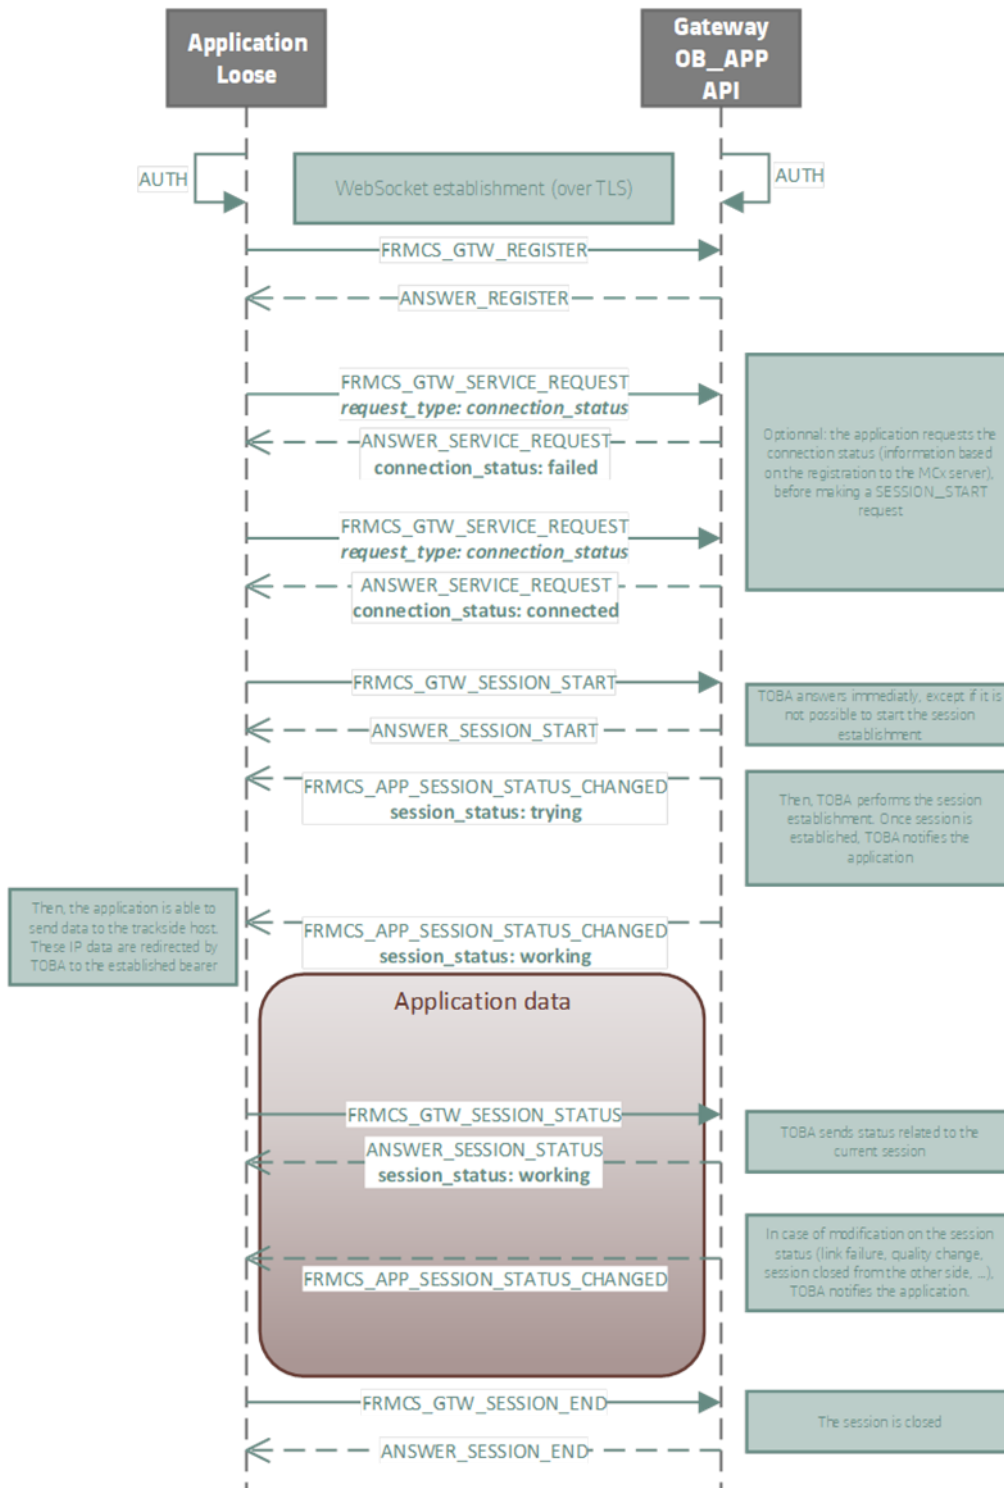 Application
Loose
Gateway
OB_APP
API
AUTH
WebSocket establishment (over TLS)
AUTH
FRMCS_GTW_REGISTER
ANSWER_REGISTER
FRMCS_GTW_SERVICE_REQUEST
request_type: connection_status
ANSWER_SERVICE_REQUEST
connection_status: failed
FRMCS_GTW_SERVICE_REQUEST
request_type: connection_status
ANSWER_SERVICE_REQUEST
connection_status: connected
Optionnal: the application requests the
connection status (information based
on the registration to the MCx server),
before making a SESSION_START
request
FRMCS_GTW_SESSION_START
ANSWER_SESSION_START
TOBA answers immediatly, except if it is
not possible to start the session
establishment
FRMCS_APP_SESSION_STATUS_CHANGED
session_status: trying
Then, TOBA performs the session
establishment. Once session is
established, TOBA notifies the
application
Then, the application is able to
send data to the trackside host.
These IP data are redirected by
TOBA to the established bearer
FRMCS_APP_SESSION_STATUS_CHANGED
session_status: working
Application data
FRMCS_GTW_SESSION_STATUS
ANSWER_SESSION_STATUS
session_status: working
TOBA sends status related to the
current session
FRMCS_APP_SESSION_STATUS_CHANGED
In case of modification on the session
status (link failure, quality change,
session closed from the other side, ...),
TOBA notifies the application.
FRMCS_GTW_SESSION_END
ANSWER_SESSION_END
The session is closed